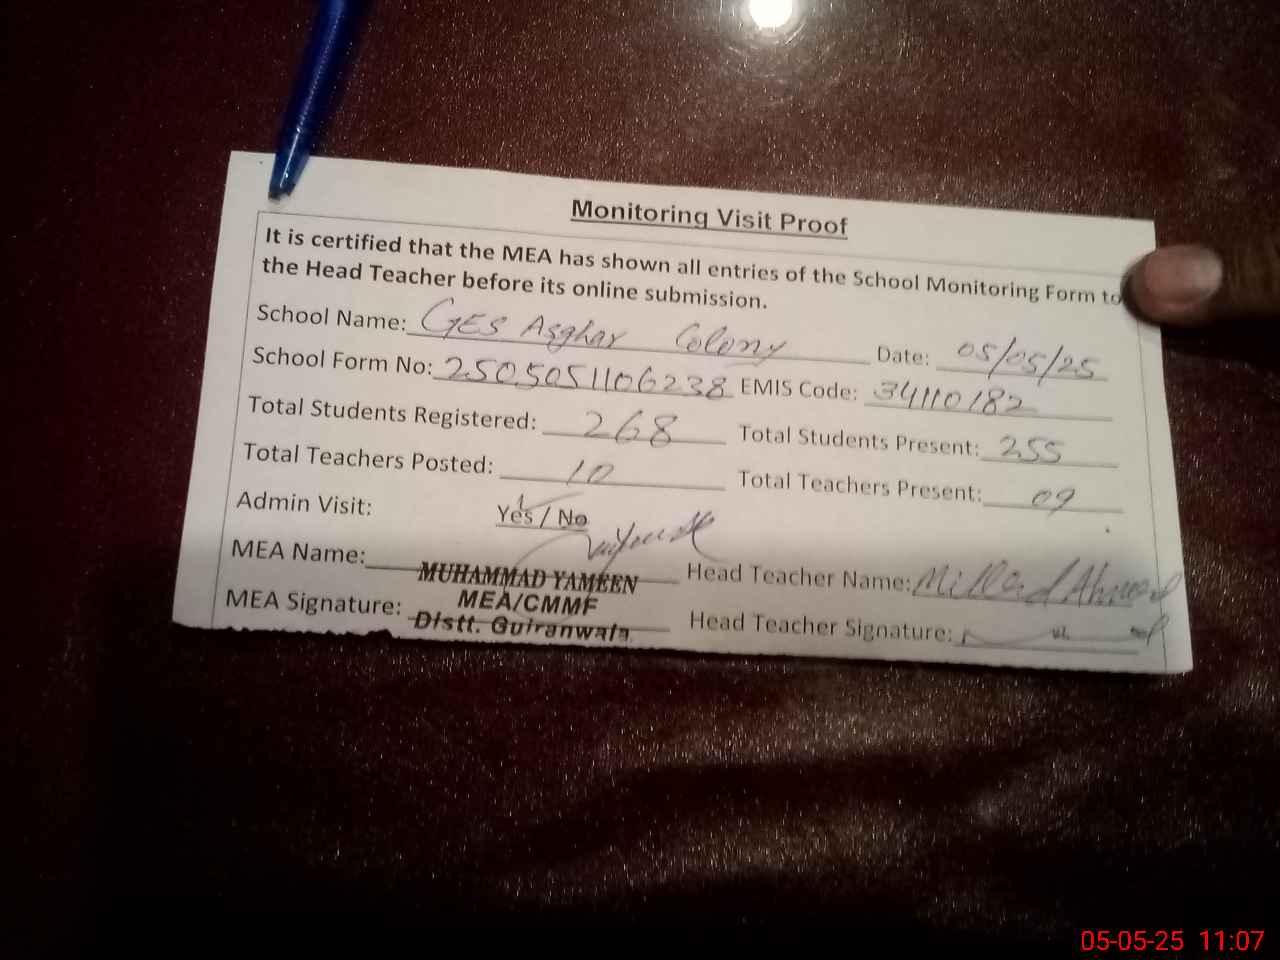 Monitoring Visit Proof
It is certified that the MEA has shown all entries of the School Monitoring Form to
the Head Teacher before its online submission.
School Name: GES Asghar Colony Date: 05/05/25
School Form No: 2505051106238 EMIS Code: 34110182
Total Students Registered: 268 Total Students Present: 255
Total Teachers Posted: 10 Total Teachers Present: 09
Admin Visit: Yes / No
MEA Name: MUHAMMAD YAMEEN Head Teacher Name: Ahmed
MEA/CMMF
MEA Signature: Distt. Gujranwala Head Teacher Signature:
05-05-25 11:07